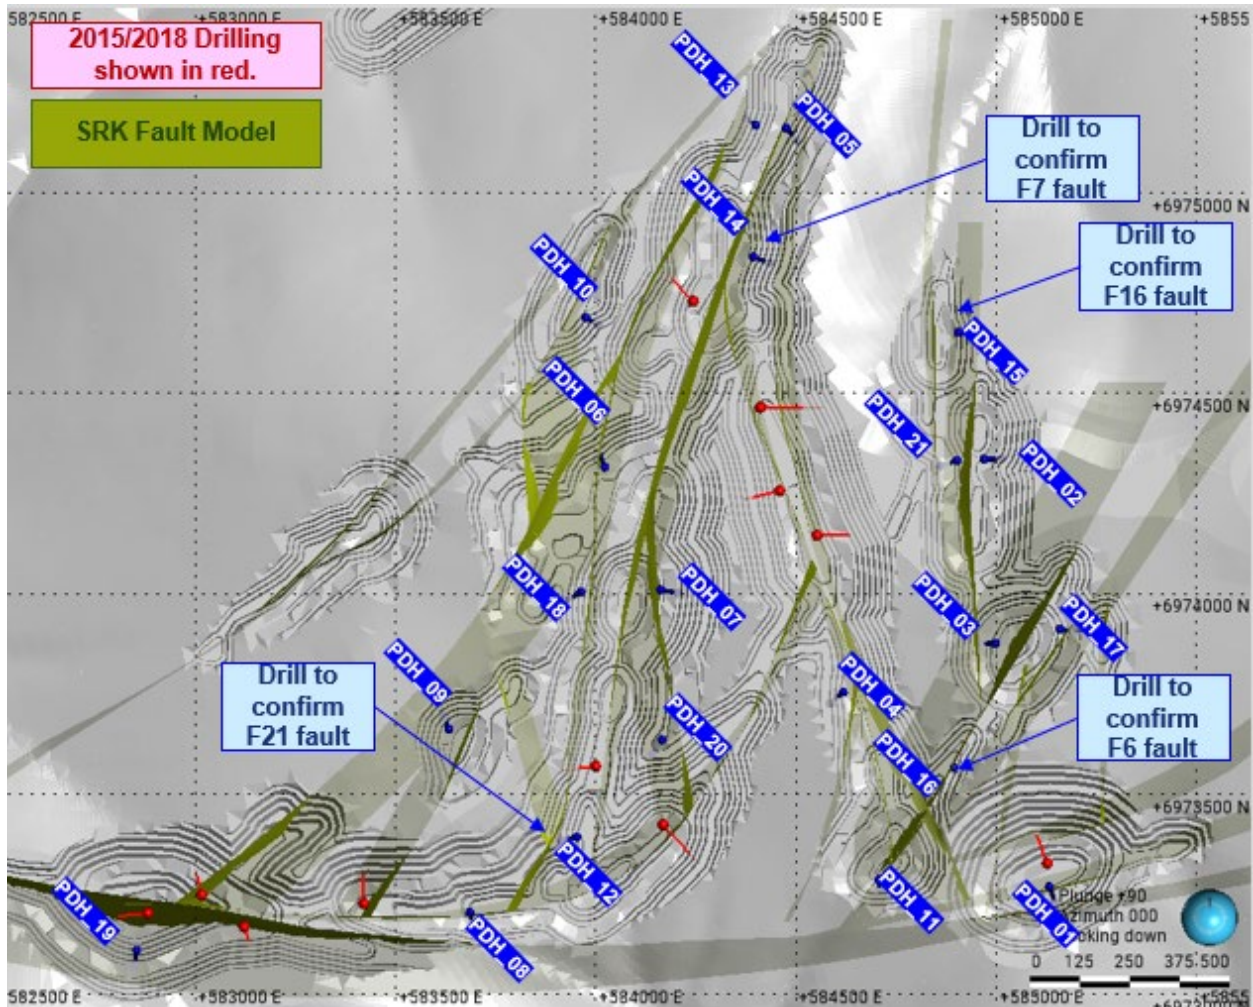 582500 E
+583000 E
+583500 E
+584000 E
+584500 E
+585000 E
+5855
2015/2018 Drilling
shown in red.
SRK Fault Model
PDH_13
PDH_05
Drill to
confirm
F7 fault
PDH_14
+6975000 N
Drill to
confirm
F16 fault
PDH_10
PDH_15
PDH_06
+6974500 N
PDH_21
PDH_02
PDH_18
PDH_07
+6974000 N
PDH_03
PDH_17
PDH_09
Drill to
confirm
F21 fault
PDH_04
PDH_20
Drill to
confirm
F6 fault
PDH_16
+6973500 N
PDH_12
PDH_19
PDH_11
PDH_01
PDH_08
Plunge +90
Azimuth 000
Looking down
0 125 250 375 500
582500 E
+583000 E
+583500 E
+584000 E
+584500 E
+585000 E
+5855